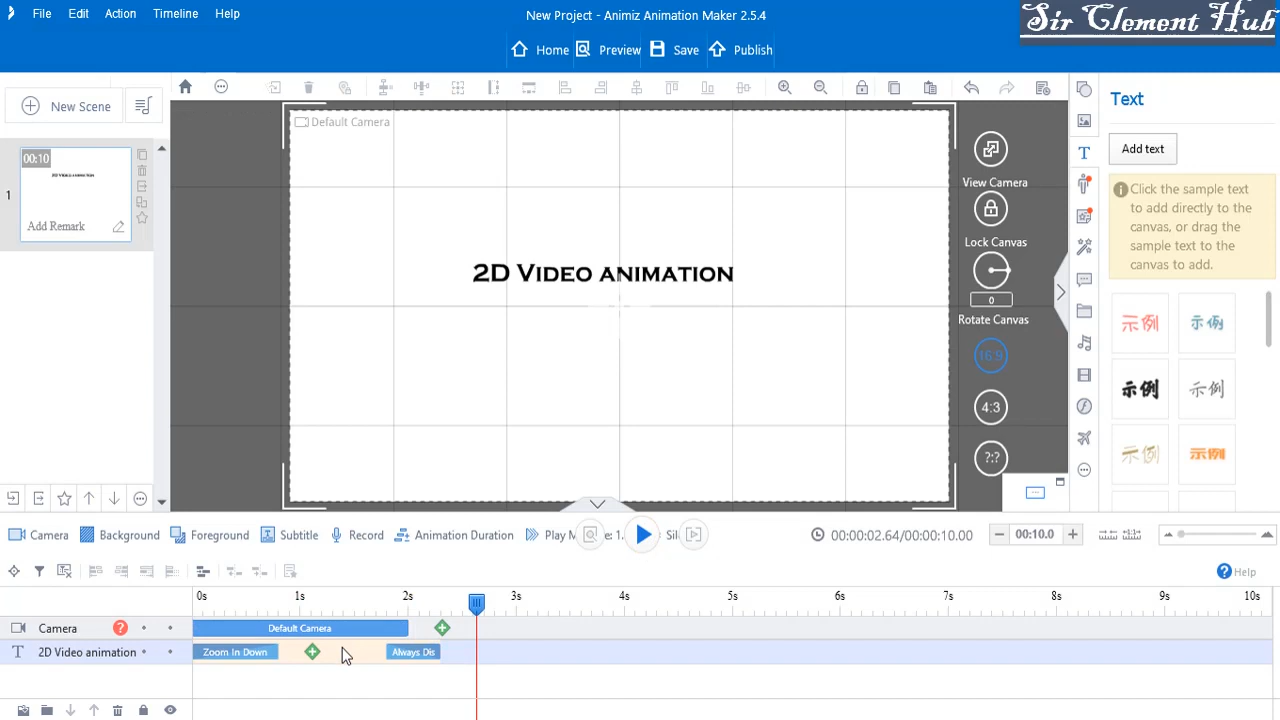 File Edit Action Timeline Help
New Project - Animiz Animation Maker 2.5.4
Sir Clement Hub
Home Preview Save Publish
New Scene
00:10
2D Video animation
1
Add Remark
Default Camera
2D Video animation
View Camera
Lock Canvas
0
Rotate Canvas
16:9
4:3
?:?
Text
Add text
Click the sample text
to add directly to the
canvas, or drag the
sample text to the
canvas to add.
示例 示例
示例 示例
示例 示例
Camera Background Foreground Subtitle Record Animation Duration Play M e: 1. Sil 00:00:02.64/00:00:10.00 00:10.0
Help
0s 1s 2s 3s 4s 5s 6s 7s 8s 9s 10s
Camera ? Default Camera
2D Video animation Zoom In Down Always Dis